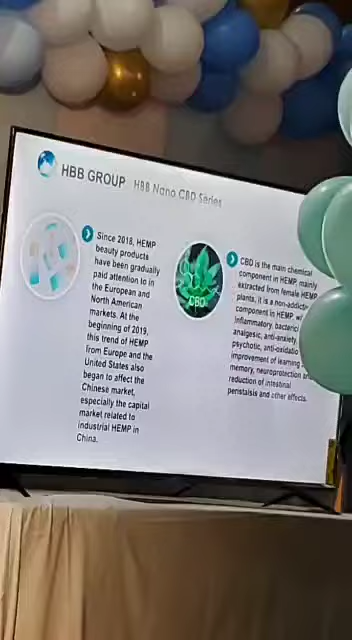 HBB GROUP HBB Nano CBD Series
Since 2018, HEMP
beauty products
have been gradually
paid attention to in
the European and
North American
markets. At the
beginning of 2019,
this trend of HEMP
from Europe and the
United States also
began to affect the
Chinese market,
especially the capital
market related to
industrial HEMP in
China.
CBD
CBD is the main chemical
component in HEMP, mainly
extracted from female HEMP
plants, it is a non-addictive
component in HEMP,
inflammatory,
analgesic, anti-anxiety,
psychotic, anti-oxidatio
improvement of learning
memory, neuroprotection
reduction of intestinal
peristalsis and other effects.